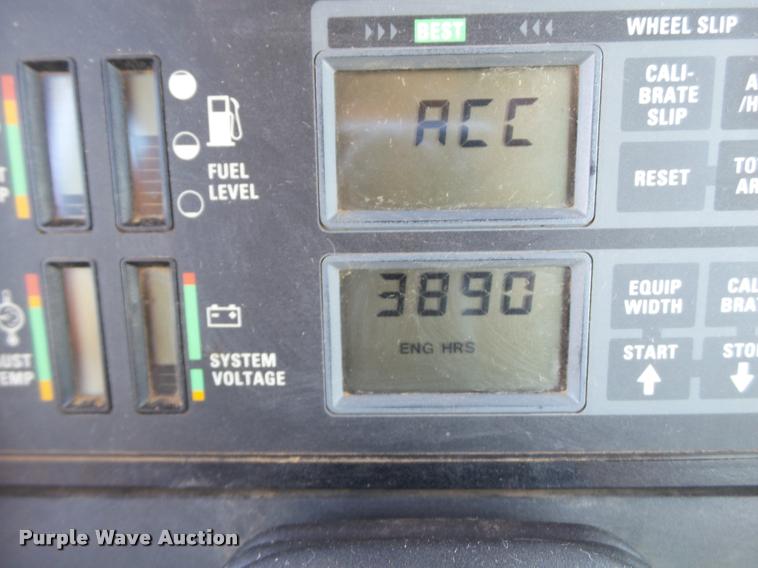 BEST
WHEEL SLIP
CALI-
BRATE
SLIP
ACC
FUEL
LEVEL
RESET
3890
ENG HRS
EQUIP
WIDTH
SYSTEM
VOLTAGE
START
Purple Wave Auction